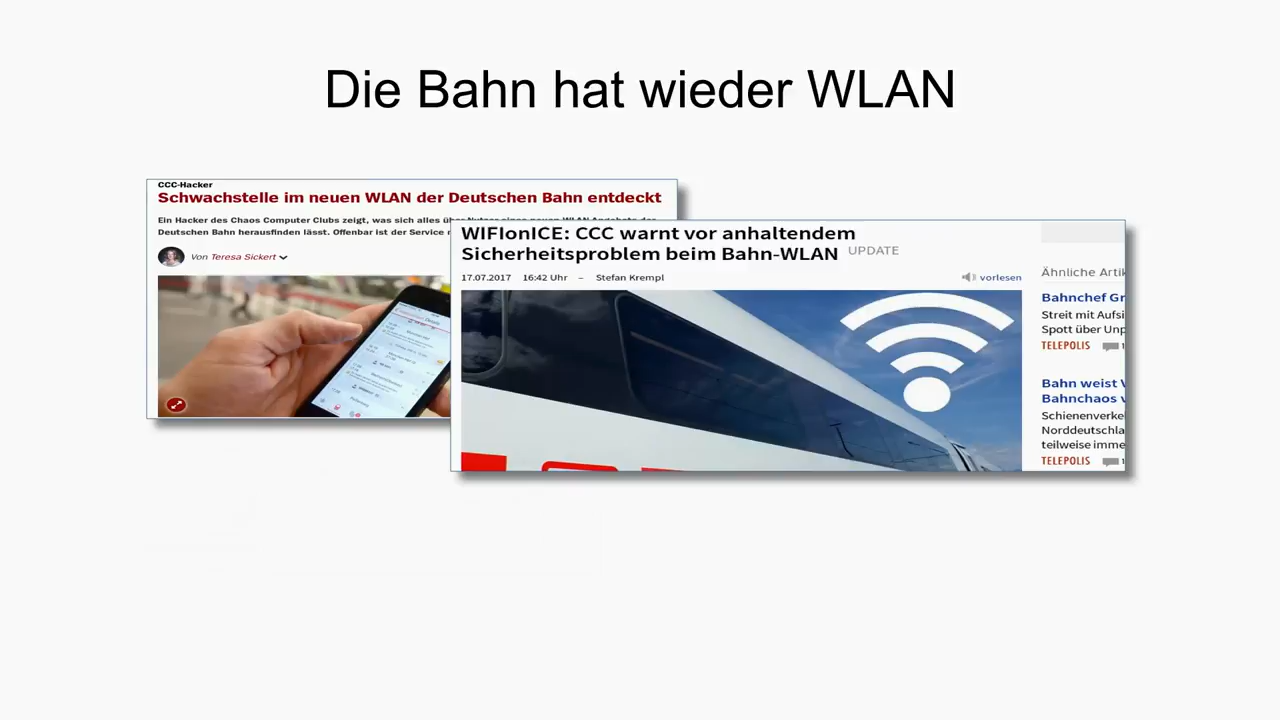 Die Bahn hat wieder WLAN
CCC-Hacker
Schwachstelle im neuen WLAN der Deutschen Bahn entdeckt
Ein Hacker des Chaos Computer Clubs zeigt, was sich alles über Nutzer eines neuen WLAN-Angebots der
Deutschen Bahn herausfinden lässt. Offenbar ist der Service
Von Teresa Sickert
WIFIonICE: CCC warnt vor anhaltendem
Sicherheitsproblem beim Bahn-WLAN UPDATE
17.07.2017 16:42 Uhr – Stefan Krempl
vorlesen
Ähnliche Artik
Bahnchef Gr
Streit mit Aufsi
Spott über Unp
TELEPOLIS 1
Bahn weist V
Bahnchaos v
Schienenverke
Norddeutschla
teilweise imme
TELEPOLIS